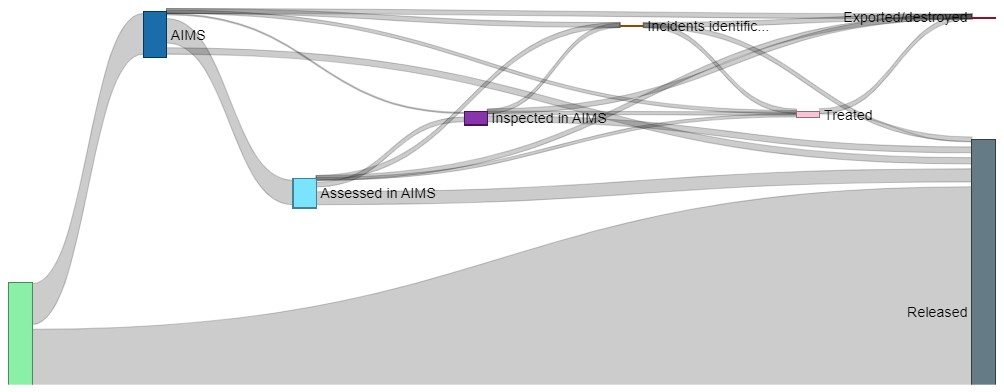 Exported/destroyed
Incidents identific...
AIMS
Treated
Inspected in AIMS
Assessed in AIMS
Released